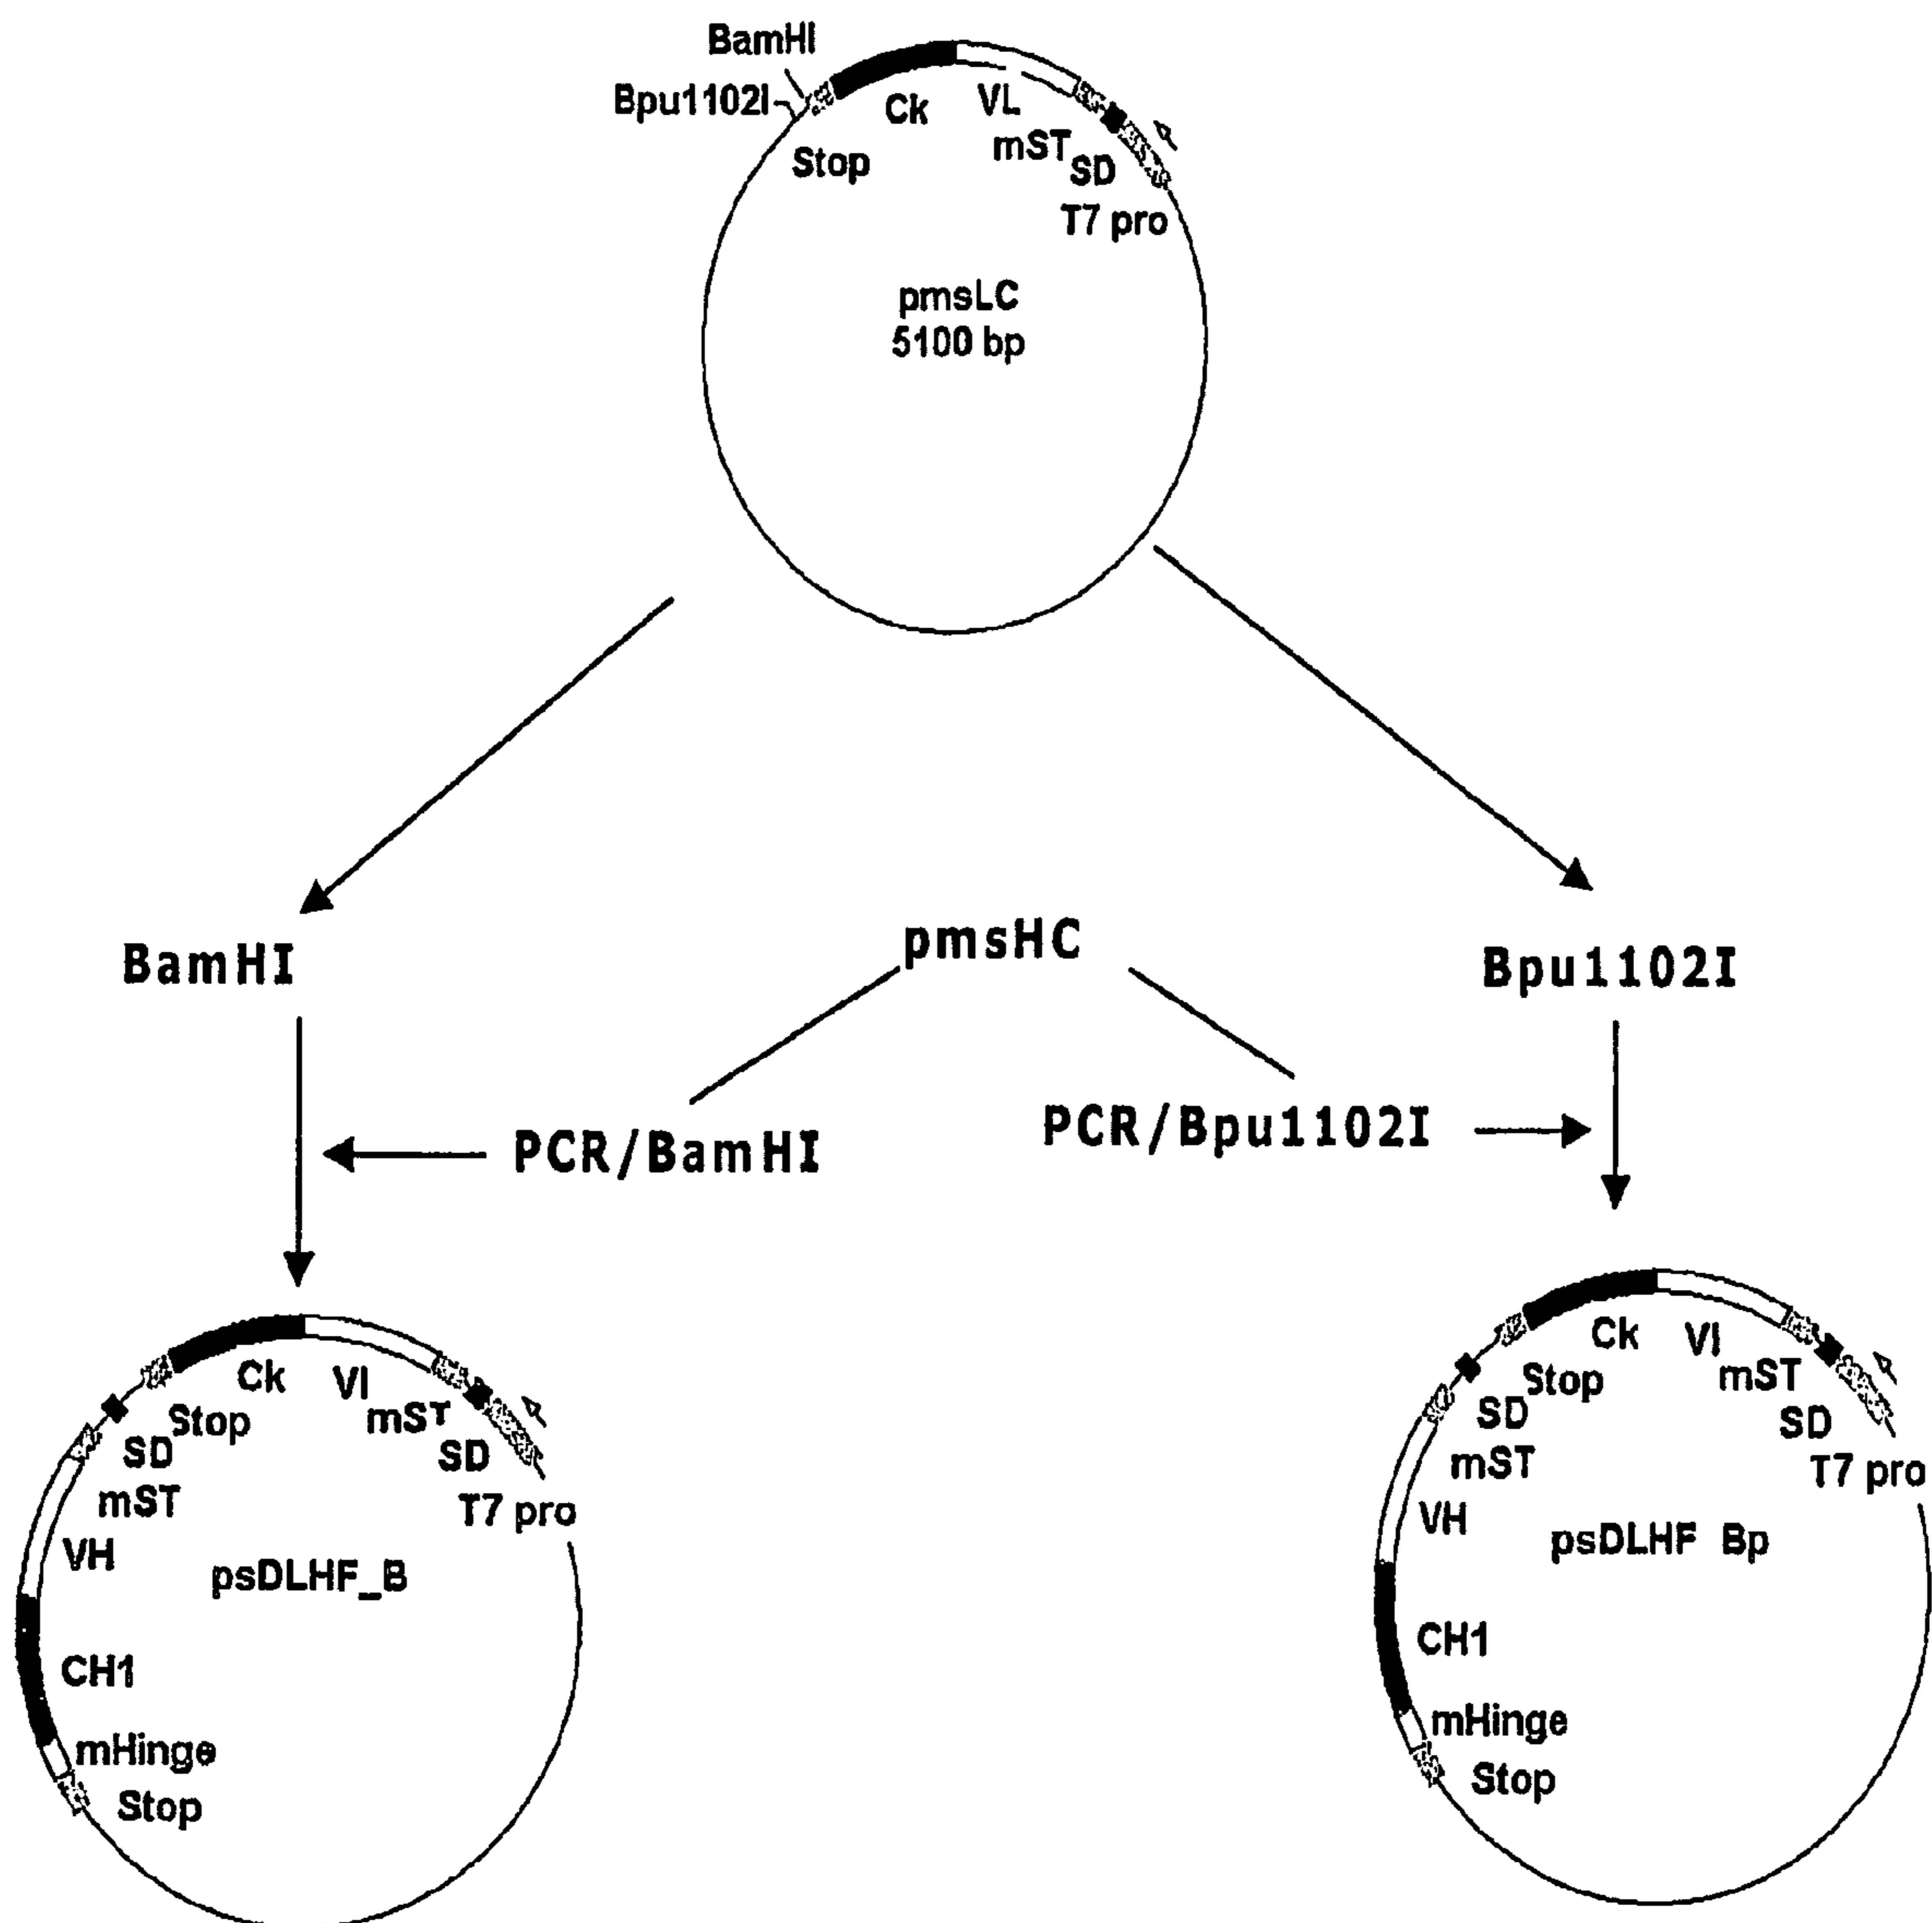 BamHI
Bpu1102I
Ck
VL
Stop
mST
SD
T7 pro
pmsLC
5100 bp
BamHI
pmsHC
Bpu1102I
PCR/BamHI
PCR/Bpu1102I
Ck
Vl
mST
Stop
SD
SD
mST
T7 pro
VH
psDLHF_B
CH1
mHinge
Stop
Ck
Vl
mST
Stop
SD
SD
mST
T7 pro
VH
psDLHF Bp
CH1
mHinge
Stop